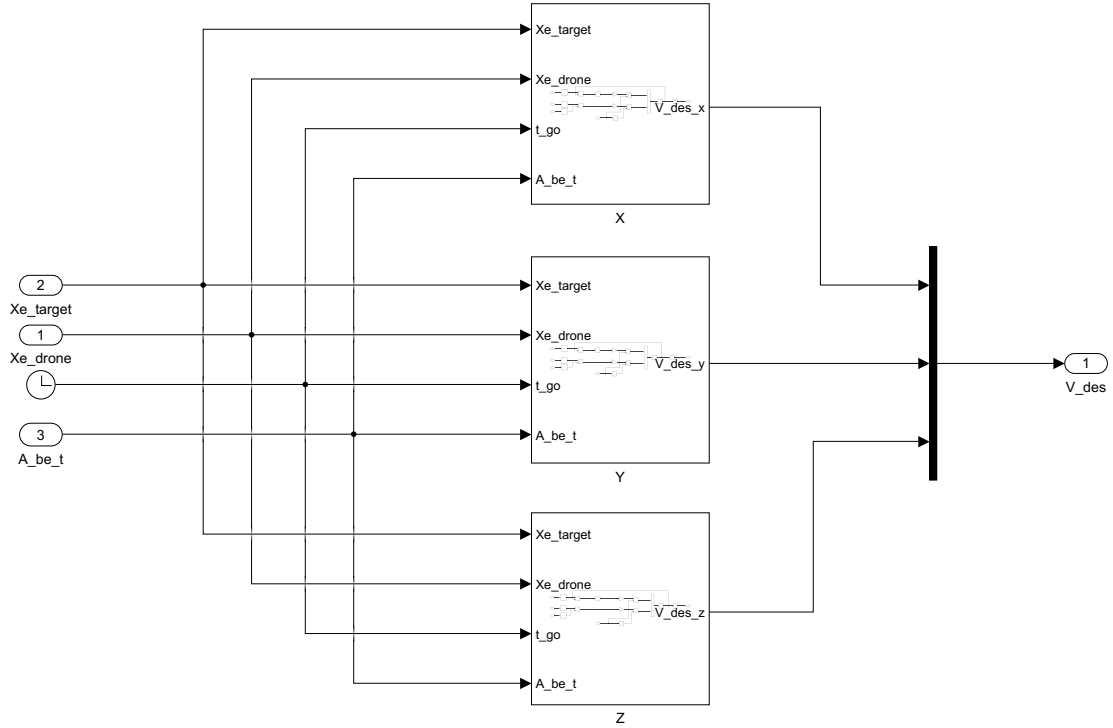 Xe_target
Xe_drone
V_des_x
t_go
A_be_t
X
2
Xe_target
1
Xe_drone
3
A_be_t
Xe_target
Xe_drone
V_des_y
t_go
A_be_t
Y
1
V_des
Xe_target
Xe_drone
V_des_z
t_go
A_be_t
Z